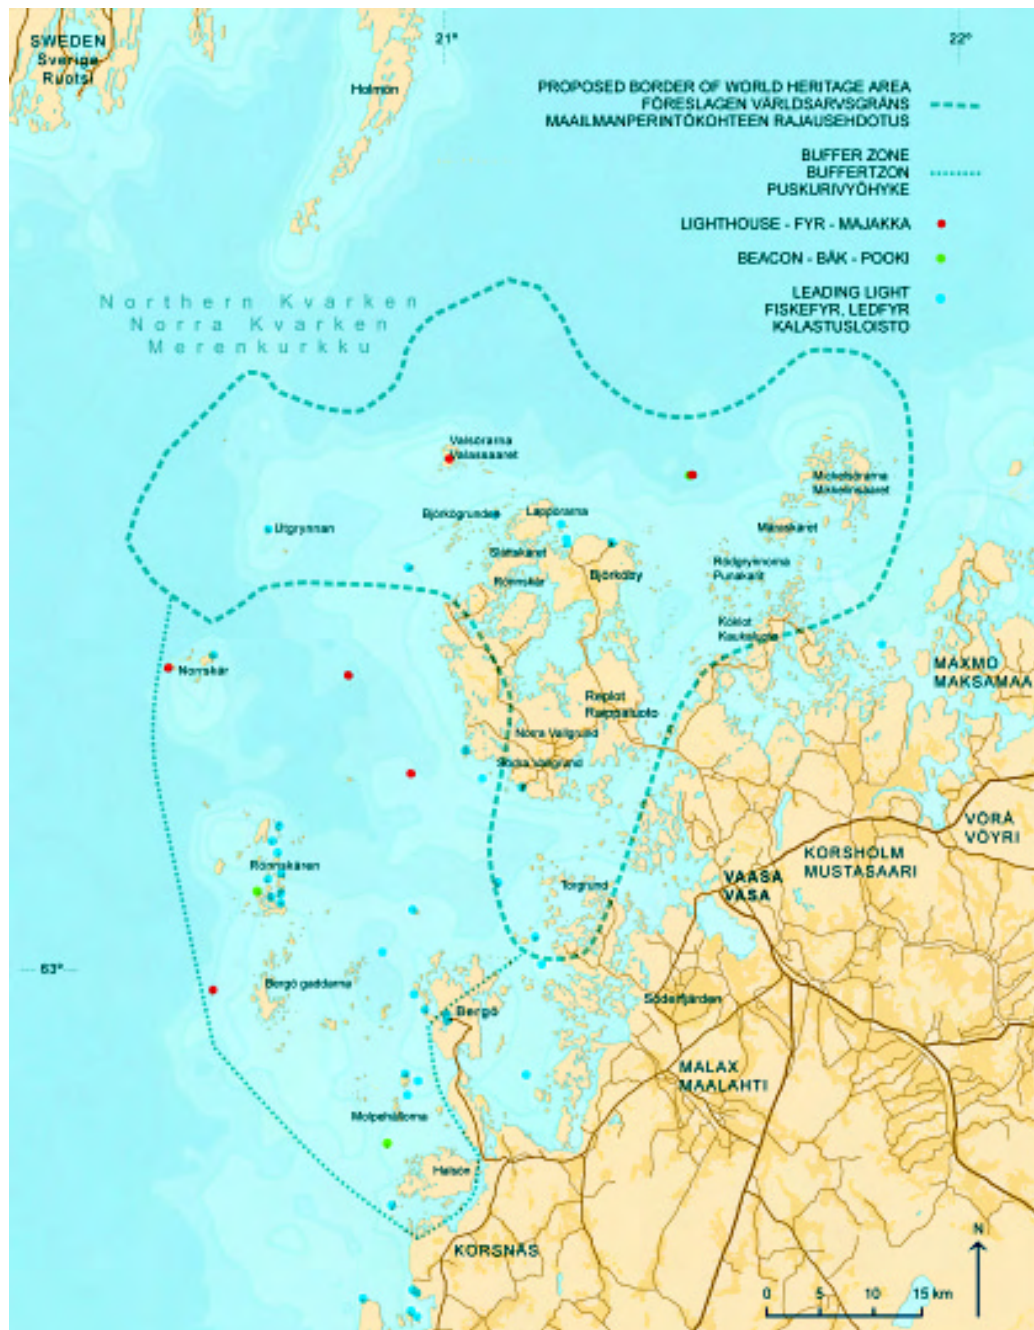 SWEDEN
Sverige
Ruotsi
21°
22°
Holmön
PROPOSED BORDER OF WORLD HERITAGE AREA
FÖRESLAGEN VÄRLDSARVSGRÄNS
MAAILMANPERINTÖKOHTEEN RAJAUSEHDOTUS
BUFFER ZONE
BUFFERTZON
PUSKURIVYÖHYKE
LIGHTHOUSE - FYR - MAJAKKA
BEACON - BÅK - POOKI
LEADING LIGHT
FISKEFYR, LEDFYR
KALASTUSLOISTO
Northern Kvarken
Norra Kvarken
Merenkurkku
Valsörarna
Valassaaret
Mickelsörarna
Mikkelinsaaret
Björkögrunden
Lappörarna
Utgrynnan
Måraskäret
Slåttskäret
Rönnskär
Björköby
Rödgrynnorna
Punakarit
Köklot
Norrskär
MAXMO
MAKSAMAA
Replot
Raippaluoto
Norra Vallgrund
Södra Vallgrund
VÖRÅ
VÖYRI
KORSHOLM
MUSTASAARI
Rönnskären
VAASA
VASA
Torgrund
63°
Bergö gaddarna
Söderfjärden
Bergö
MALAX
MAALAHTI
Molpehällorna
Halsön
KORSNÄS
N
0 5 10 15 km